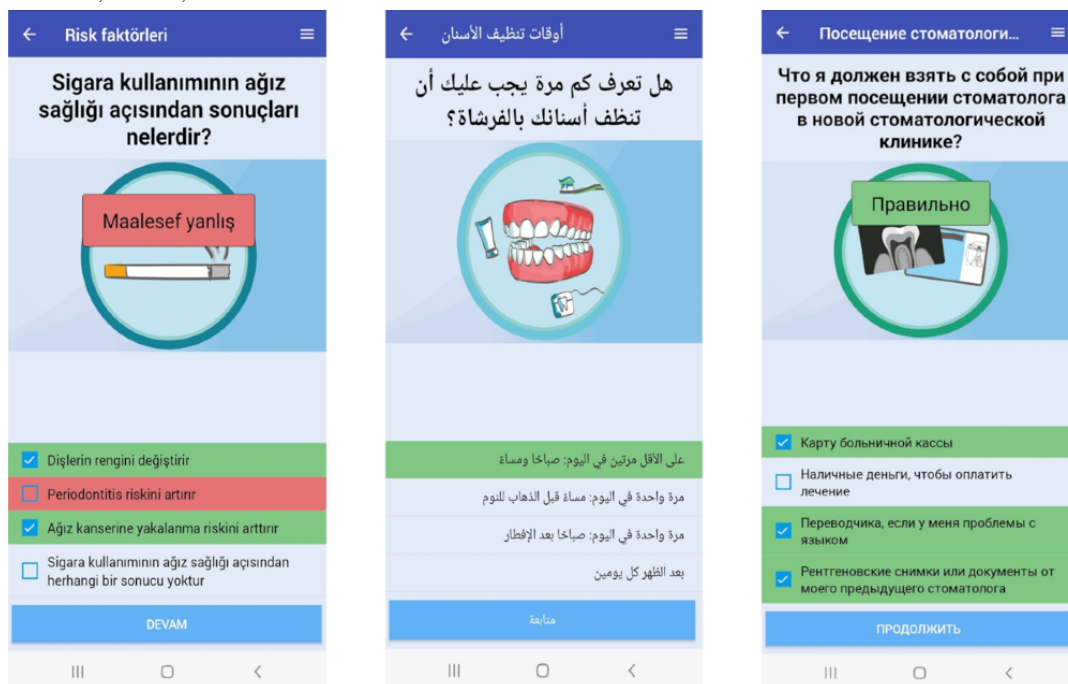 Risk faktörleri
Sigara kullanımının ağız
sağlığı açısından sonuçları
nelerdir?
Maalesef yanlış
Dişlerin rengini değiştirir
Periodontitis riskini artırır
Ağız kanserine yakalanma riskini arttırır
Sigara kullanımının ağız sağlığı açısından
herhangi bir sonucu yoktur
DEVAM
أوقات تنظيف الأسنان
هل تعرف كم مرة يجب عليك أن
تنظف أسنانك بالفرشاة؟
على الأقل مرتين في اليوم: صباحًا ومساءً
مرة واحدة في اليوم: مساءً قبل الذهاب للنوم
مرة واحدة في اليوم: صباحًا بعد الإفطار
بعد الظهر كل يومين
متابعة
Посещение стоматологи...
Что я должен взять с собой при
первом посещении стоматолога
в новой стоматологической
клинике?
Правильно
Карту больничной кассы
Наличные деньги, чтобы оплатить
лечение
Переводчика, если у меня проблемы с
языком
Рентгеновские снимки или документы от
моего предыдущего стоматолога
ПРОДОЛЖИТЬ